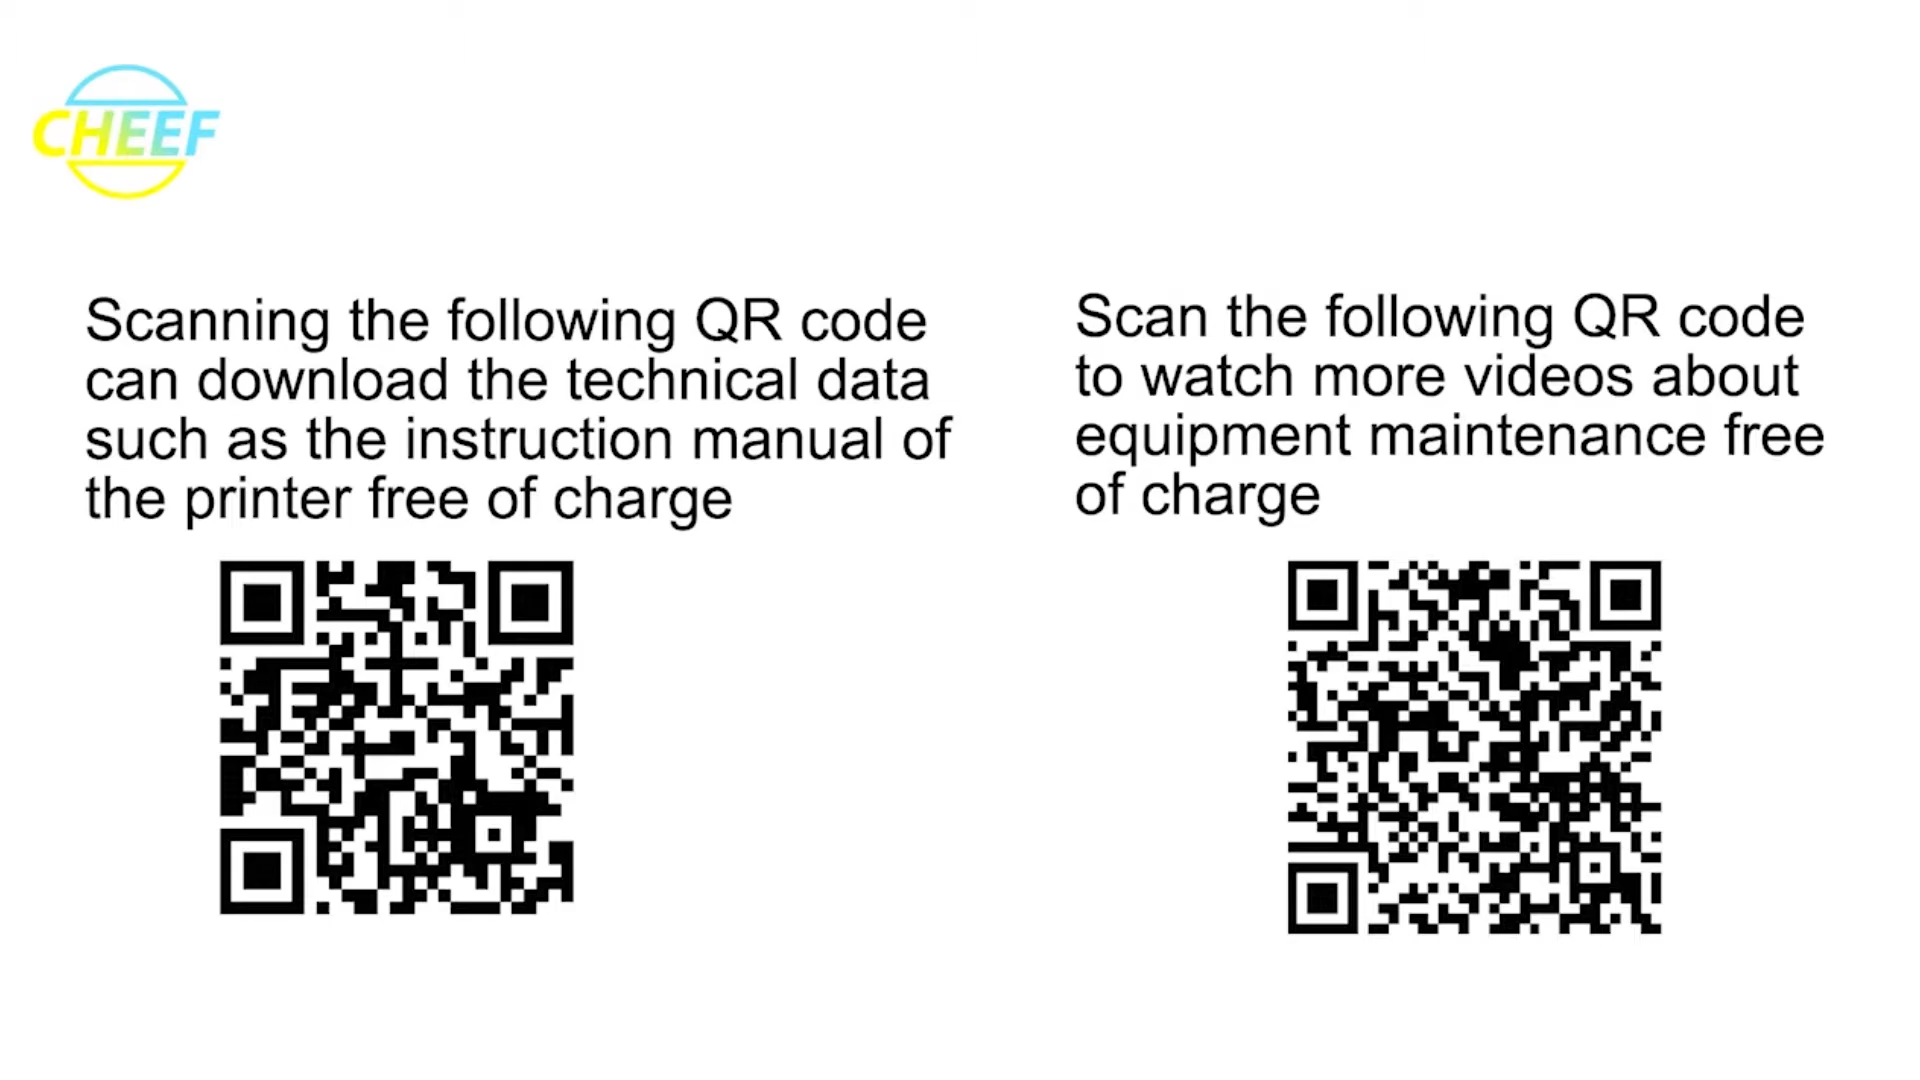 CHEEF
Scanning the following QR code
can download the technical data
such as the instruction manual of
the printer free of charge
Scan the following QR code
to watch more videos about
equipment maintenance free
of charge